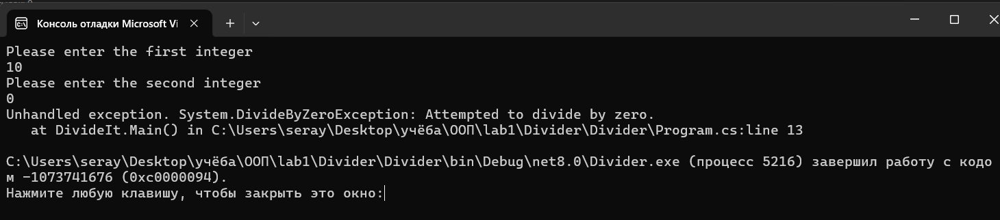 Консоль отладки Microsoft Vi
Please enter the first integer
10
Please enter the second integer
0
Unhandled exception. System.DivideByZeroException: Attempted to divide by zero.
   at DivideIt.Main() in C:\Users\seray\Desktop\учёба\ООП\lab1\Divider\Divider\Program.cs:line 13
C:\Users\seray\Desktop\учёба\ООП\lab1\Divider\Divider\bin\Debug\net8.0\Divider.exe (процесс 5216) завершил работу с кодо
м -1073741676 (0xc0000094).
Нажмите любую клавишу, чтобы закрыть это окно: